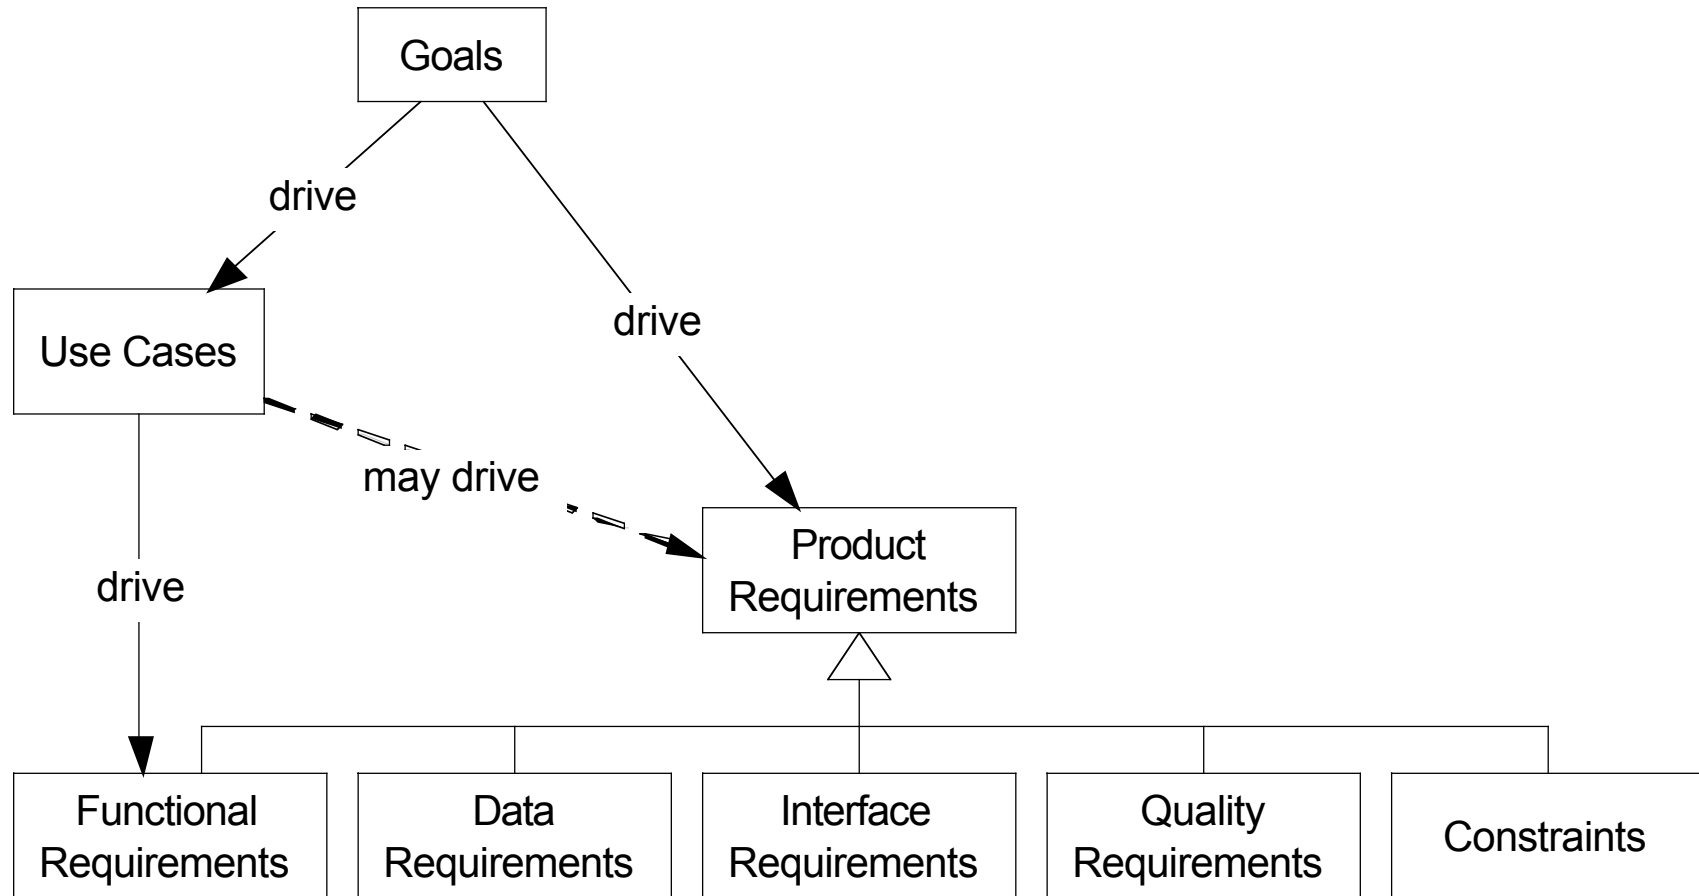 Goals
drive
Use Cases
drive
may drive
Product
Requirements
drive
Functional
Requirements
Data
Requirements
Interface
Requirements
Quality
Requirements
Constraints